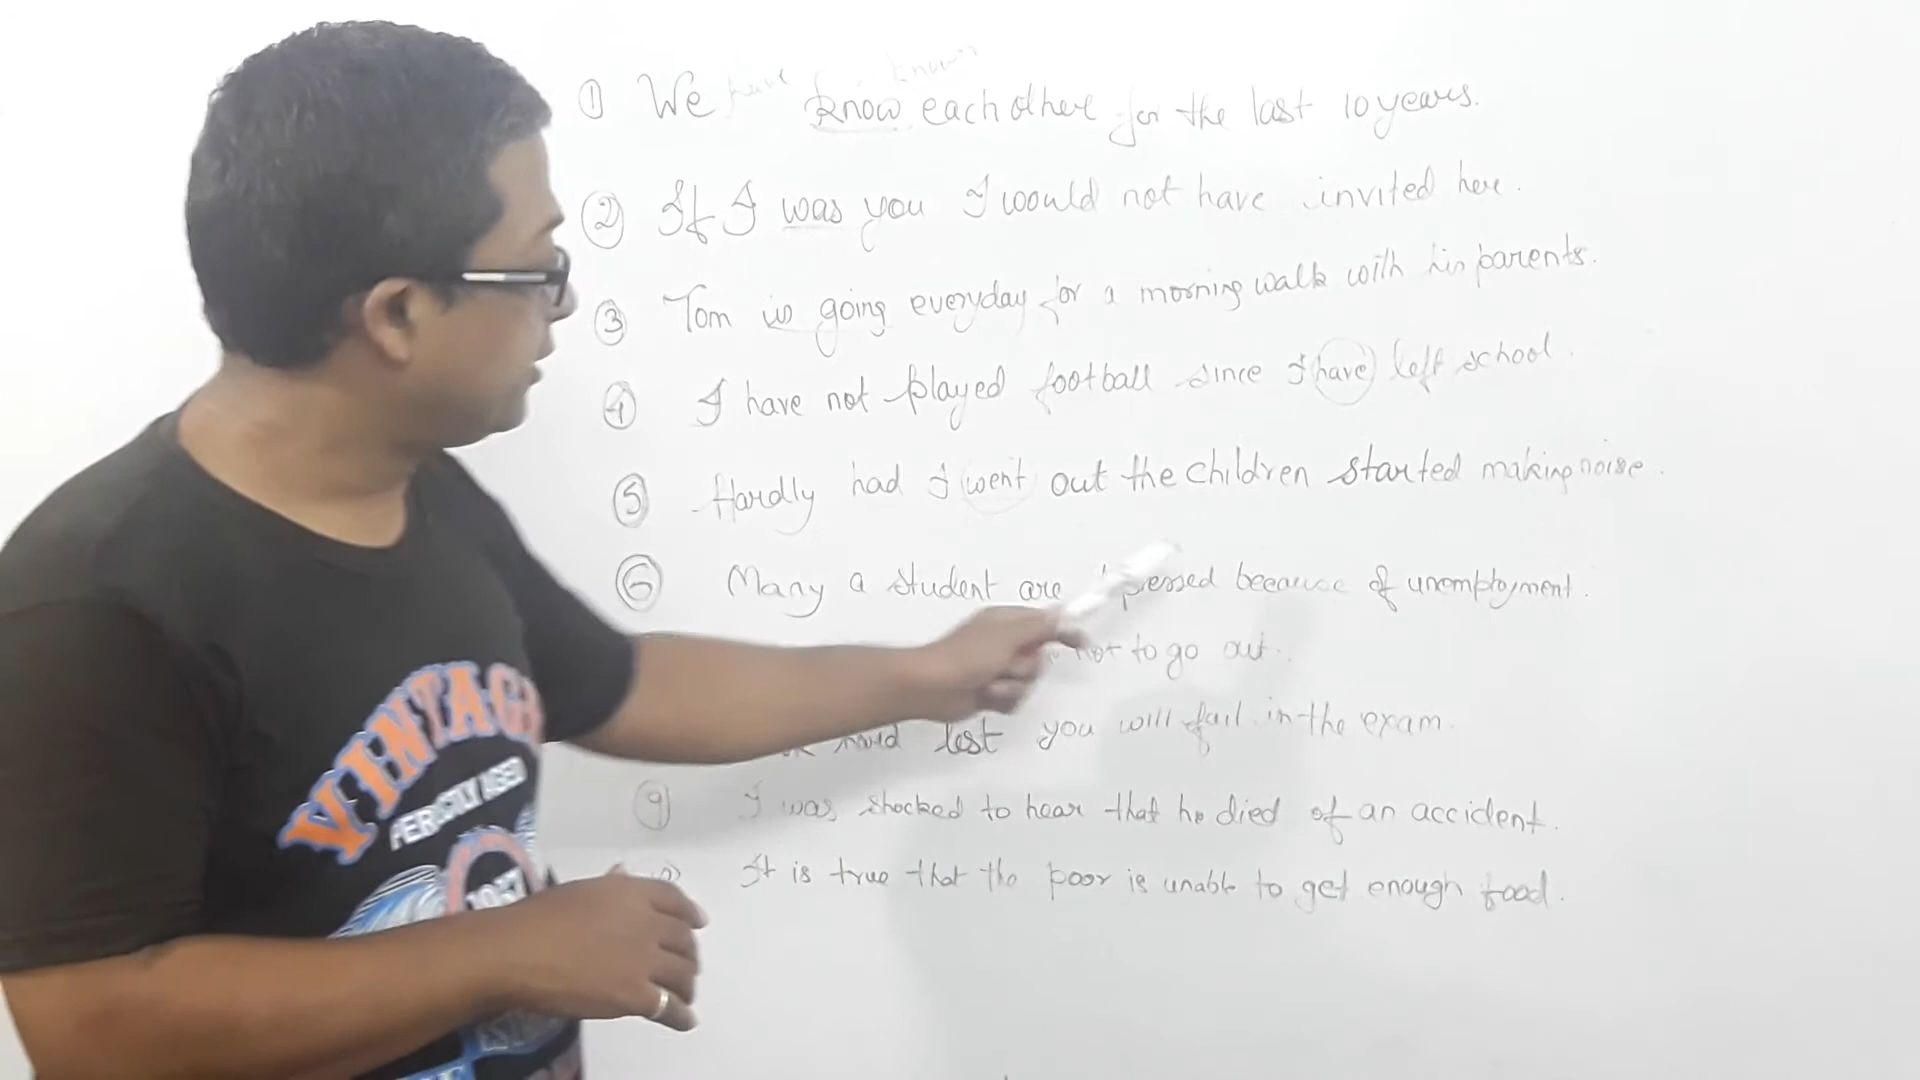 have known
① We know each othere for the last 10 years.
② If I was you I would not have invited her.
③ Tom is going everyday for a morning walk with his parents.
④ I have not played football since I have left school.
⑤ Hardly had I went out the children started making noise.
⑥ Many a student are because of unemployment.
not to go out.
lest you will fail in the exam.
⑨ I was shocked to hear that he died of an accident.
It is true that the poor is unable to get enough food.
VINTAGE